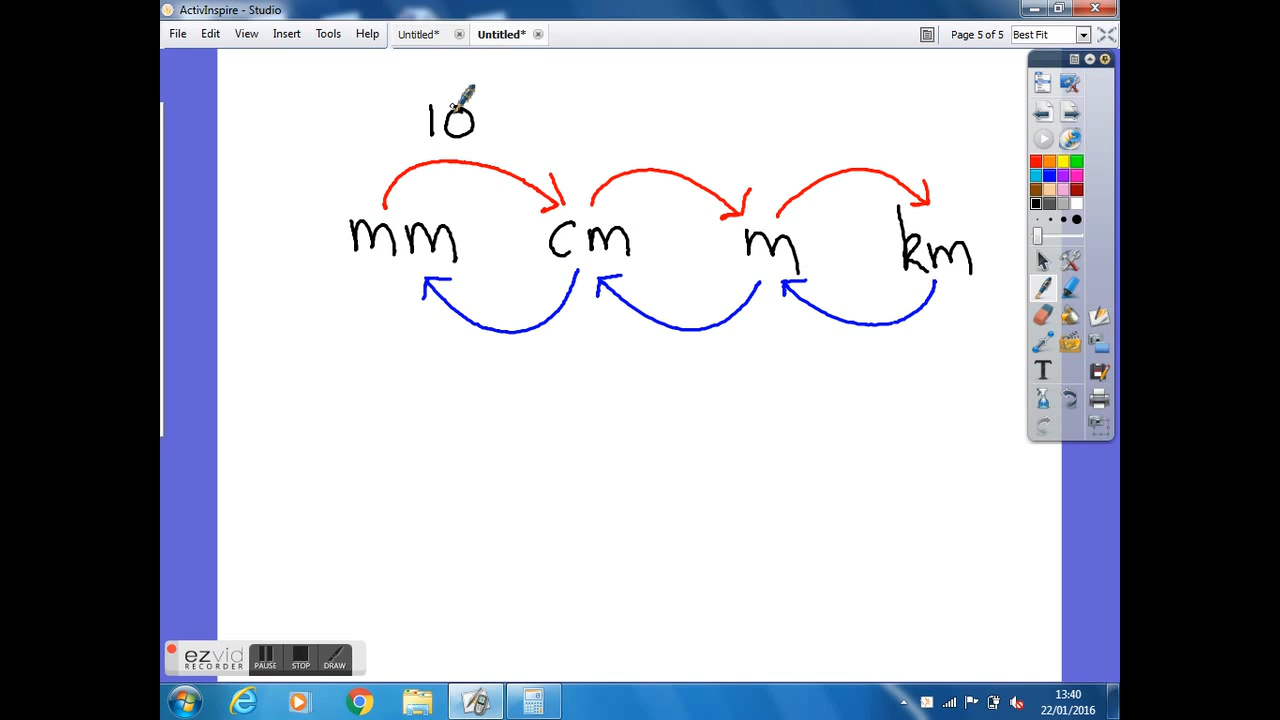 ActivInspire - Studio
File Edit View Insert Tools Help
Untitled* Untitled* Page 5 of 5 Best Fit
10
mm cm m km
T
ezvid
RECORDER
PAUSE STOP DRAW
13:40
22/01/2016